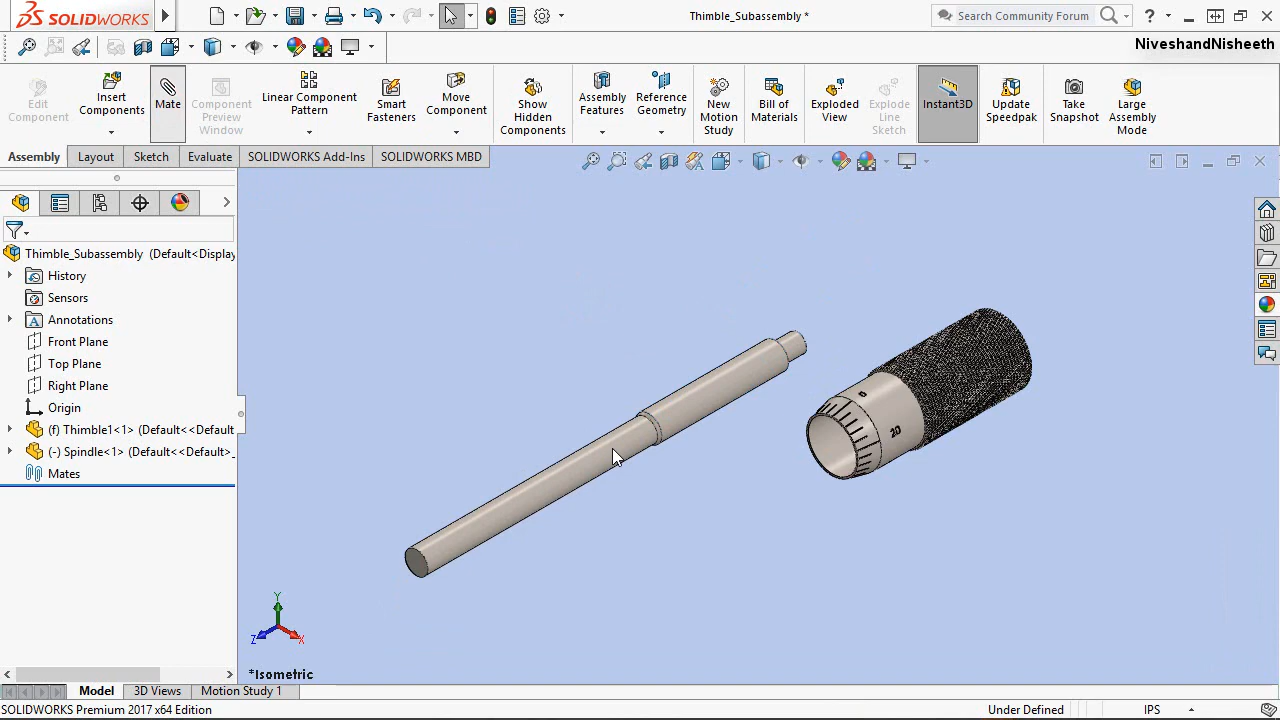 SOLIDWORKS
Thimble_Subassembly *
Search Community Forum
?
NiveshandNisheeth
Edit Component
Insert Components
Mate
Component Preview Window
Linear Component Pattern
Smart Fasteners
Move Component
Show Hidden Components
Assembly Features
Reference Geometry
New Motion Study
Bill of Materials
Exploded View
Explode Line Sketch
Instant3D
Update Speedpak
Take Snapshot
Large Assembly Mode
Assembly
Layout
Sketch
Evaluate
SOLIDWORKS Add-Ins
SOLIDWORKS MBD
Thimble_Subassembly (Default<Display
History
Sensors
A Annotations
Front Plane
Top Plane
Right Plane
Origin
(f) Thimble1<1> (Default<<Default
(-) Spindle<1> (Default<<Default>_
Mates
0
20
Y
Z
X
*Isometric
Model
3D Views
Motion Study 1
SOLIDWORKS Premium 2017 x64 Edition
Under Defined
IPS